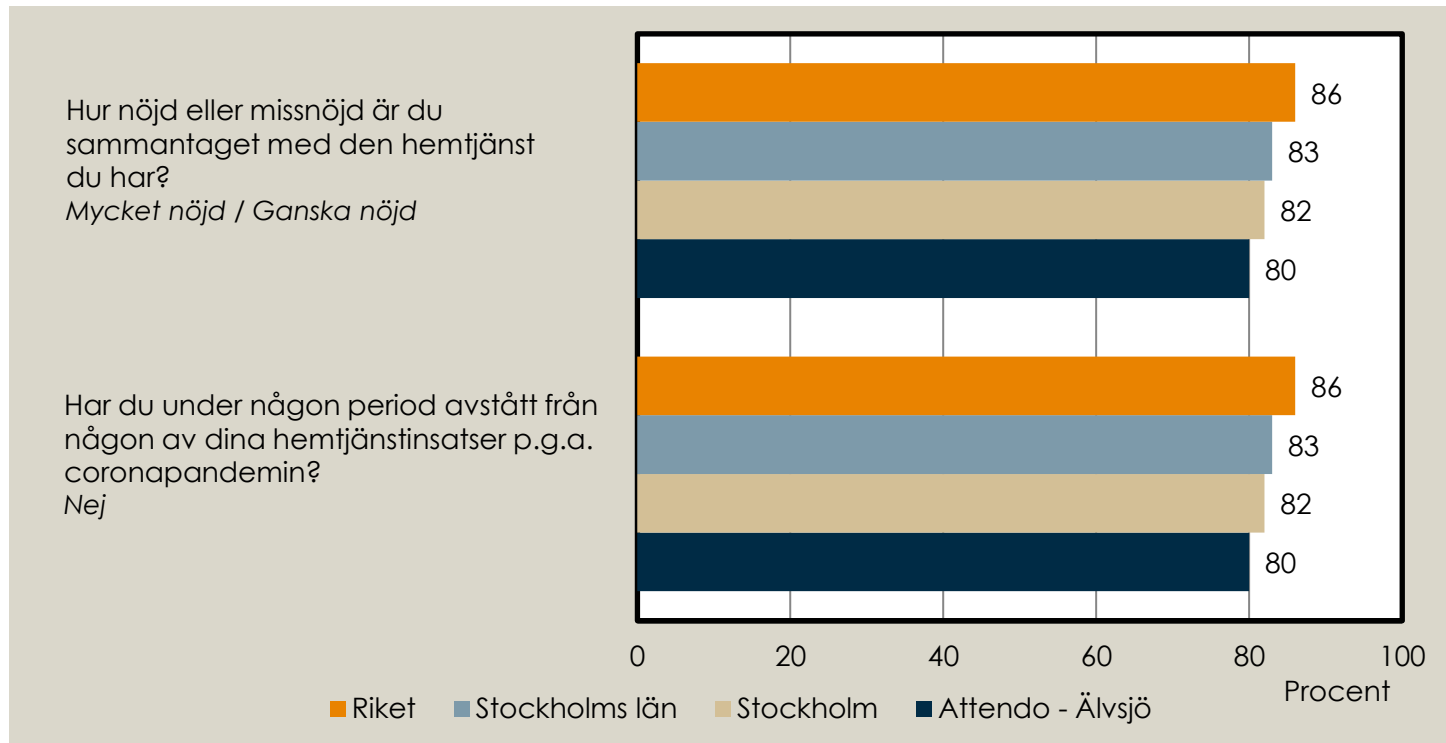 Hur nöjd eller missnöjd är du
sammantaget med den hemtjänst
du har?
Mycket nöjd / Ganska nöjd
86
83
82
80
Har du under någon period avstått från
någon av dina hemtjänstinsatser p.g.a.
coronapandemin?
Nej
86
83
82
80
0 20 40 60 80 100
Procent
Riket Stockholms län Stockholm Attendo - Älvsjö